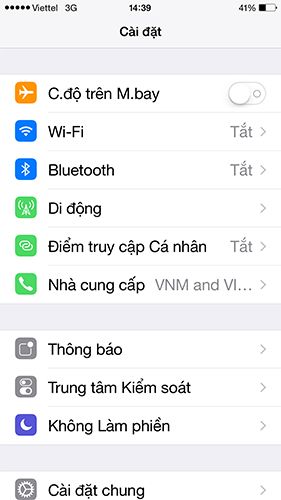 Viettel 3G 14:39 41%
Cài đặt
C.độ trên M.bay
Wi-Fi Tắt
Bluetooth Tắt
Di động
Điểm truy cập Cá nhân Tắt
Nhà cung cấp VNM and VI...
Thông báo
Trung tâm Kiểm soát
Không Làm phiền
Cài đặt chung